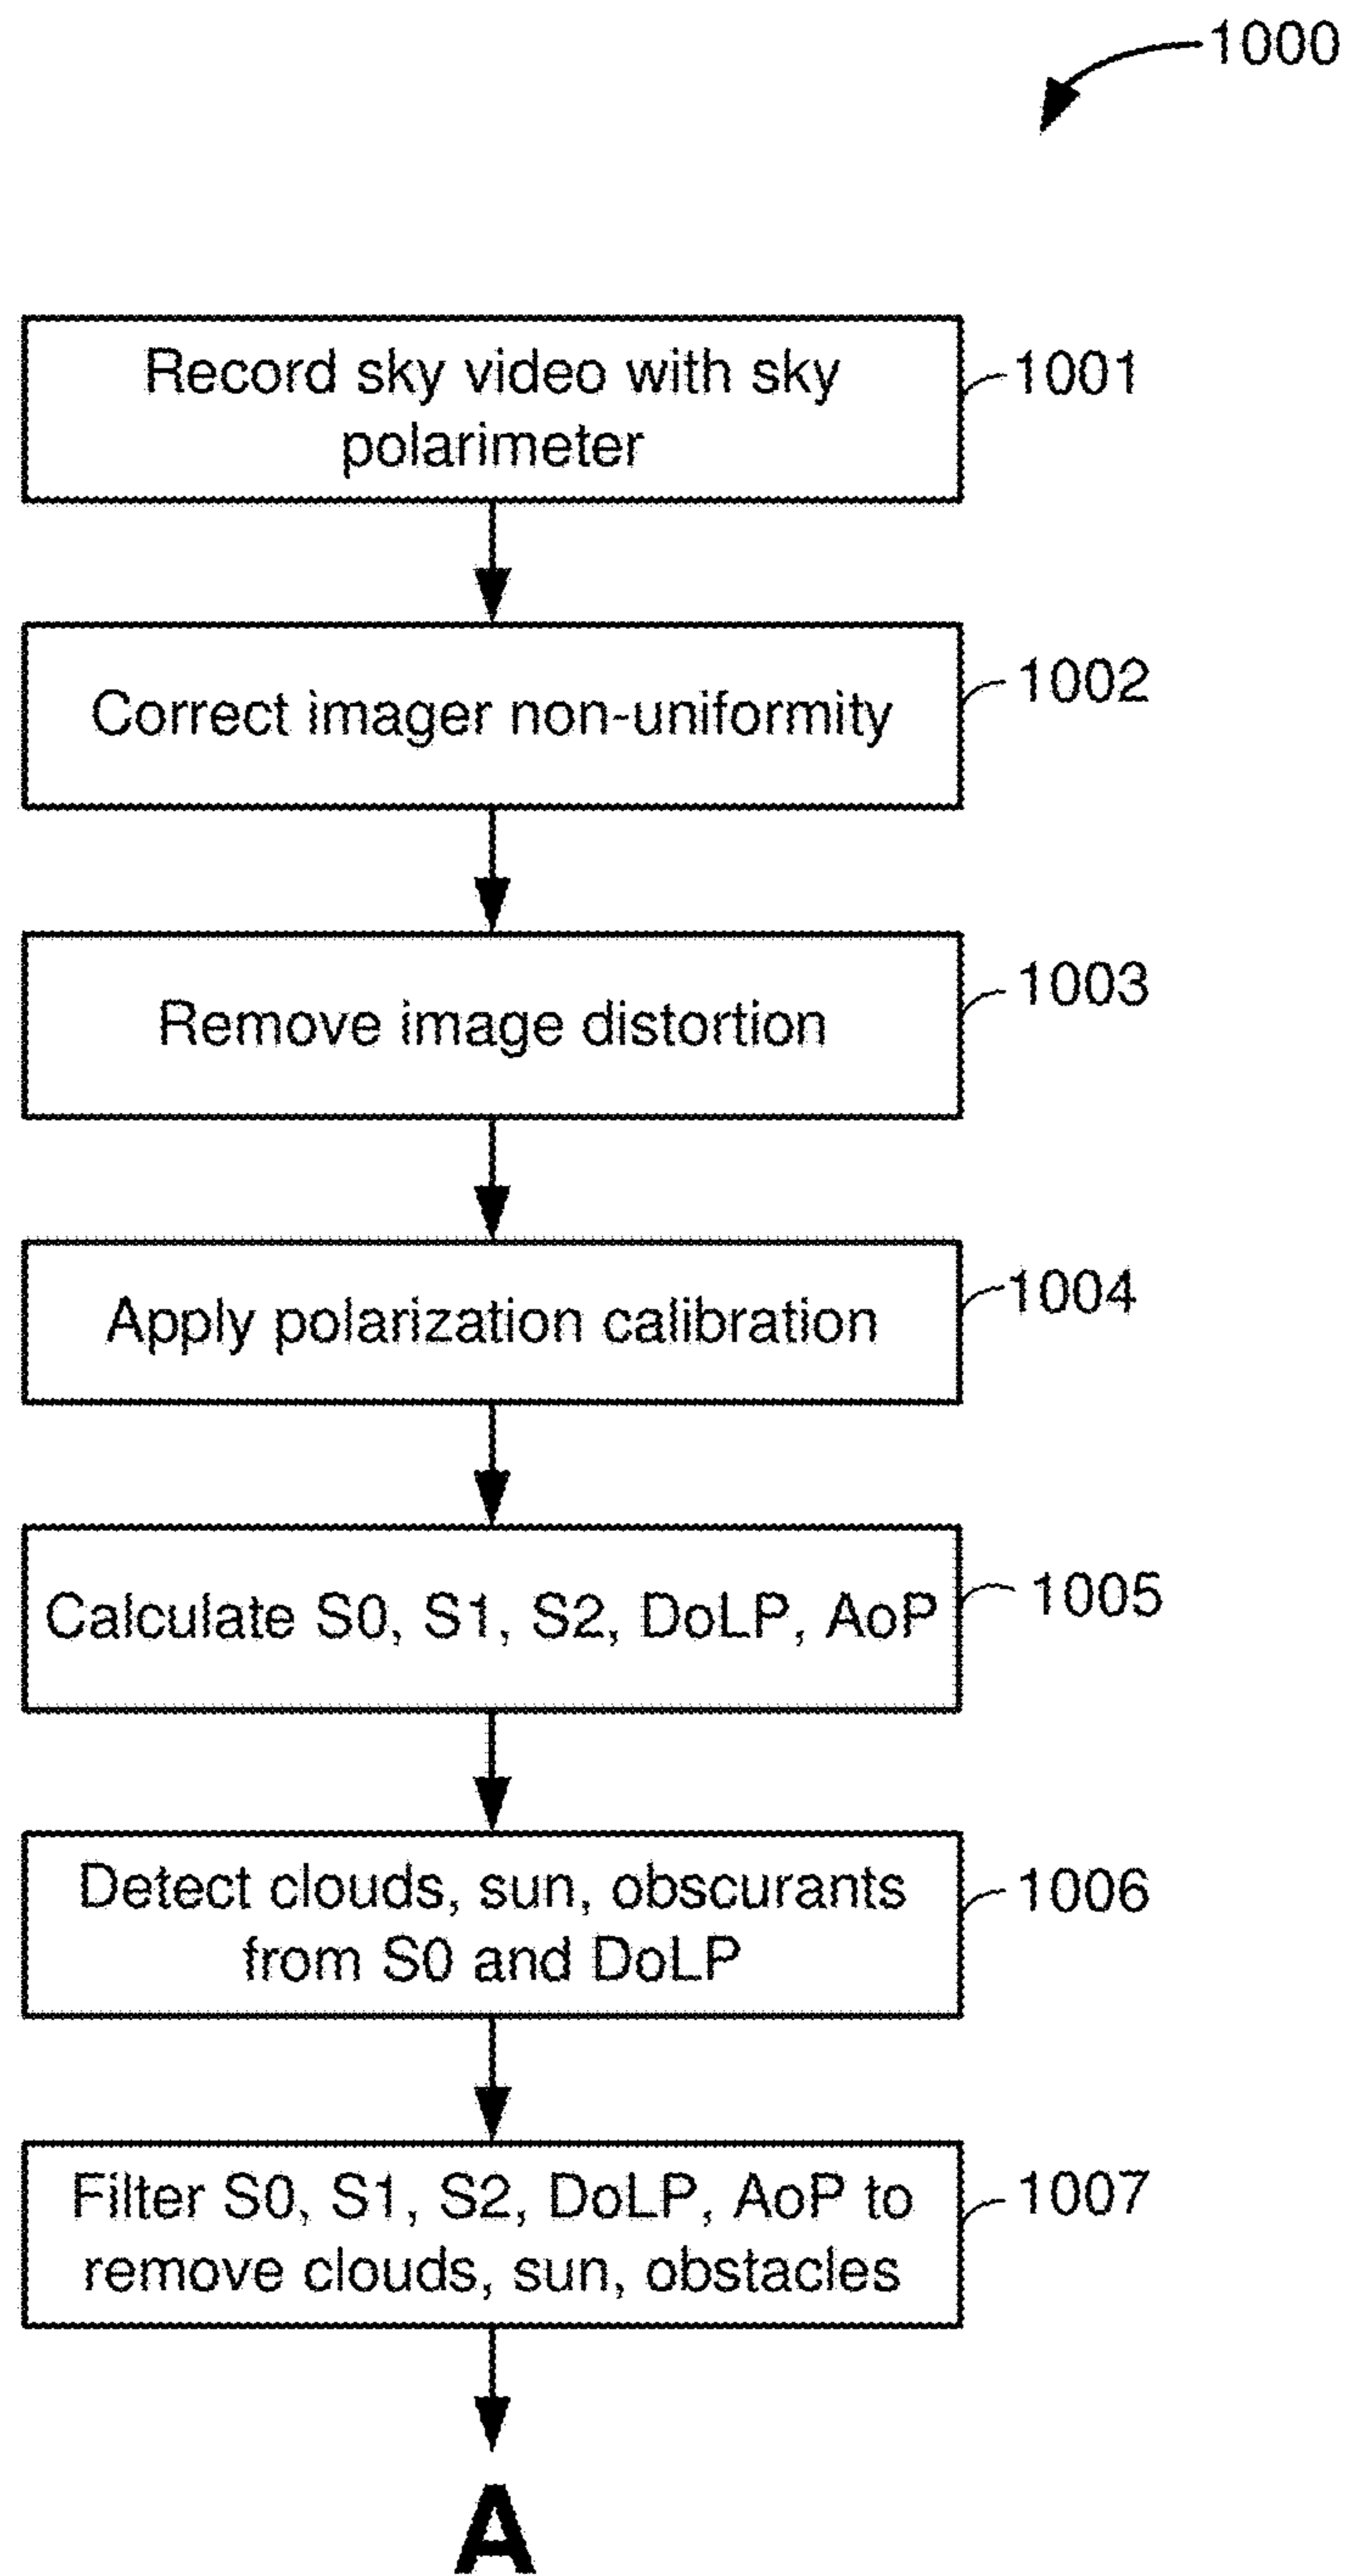 1000
Record sky video with sky
polarimeter
1001
Correct imager non-uniformity
1002
Remove image distortion
1003
Apply polarization calibration
1004
Calculate S0, S1, S2, DoLP, AoP
1005
Detect clouds, sun, obscurants
from S0 and DoLP
1006
Filter S0, S1, S2, DoLP, AoP to
remove clouds, sun, obstacles
1007
A